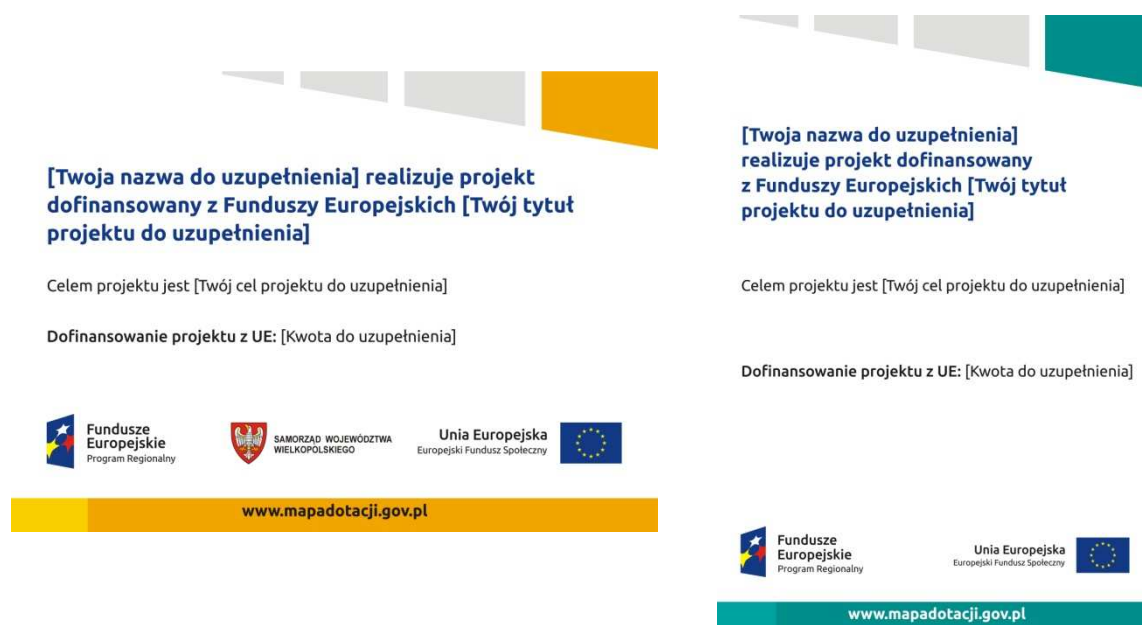 [Twoja nazwa do uzupełnienia] realizuje projekt
dofinansowany z Funduszy Europejskich [Twój tytuł
projektu do uzupełnienia]
Celem projektu jest [Twój cel projektu do uzupełnienia]
Dofinansowanie projektu z UE: [Kwota do uzupełnienia]
Fundusze
Europejskie
Program Regionalny
SAMORZĄD WOJEWÓDZTWA
WIELKOPOLSKIEGO
Unia Europejska
Europejski Fundusz Społeczny
www.mapadotacji.gov.pl
[Twoja nazwa do uzupełnienia]
realizuje projekt dofinansowany
z Funduszy Europejskich [Twój tytuł
projektu do uzupełnienia]
Celem projektu jest [Twój cel projektu do uzupełnienia]
Dofinansowanie projektu z UE: [Kwota do uzupełnienia]
Fundusze
Europejskie
Program Regionalny
Unia Europejska
Europejski Fundusz Społeczny
www.mapadotacji.gov.pl